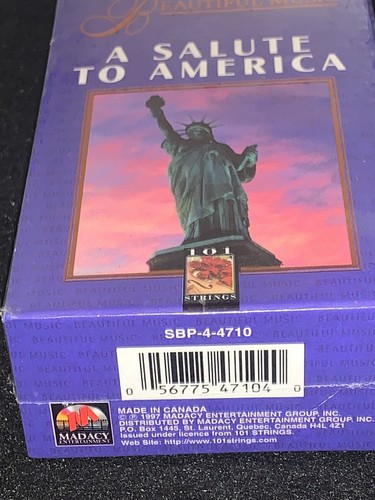 BEAUTIFUL MUSIC
A SALUTE
TO AMERICA
101
STRINGS
SBP-4-4710
0 56775 47104 0
MADACY
ENTERTAINMENT
MADE IN CANADA
© ℗ 1997 MADACY ENTERTAINMENT GROUP, INC.
DISTRIBUTED BY MADACY ENTERTAINMENT GROUP, INC.
P.O. Box 1445, St. Laurent, Quebec, Canada H4L 4Z1
Issued under licence from 101 STRINGS.
Web Site: http://www.101strings.com